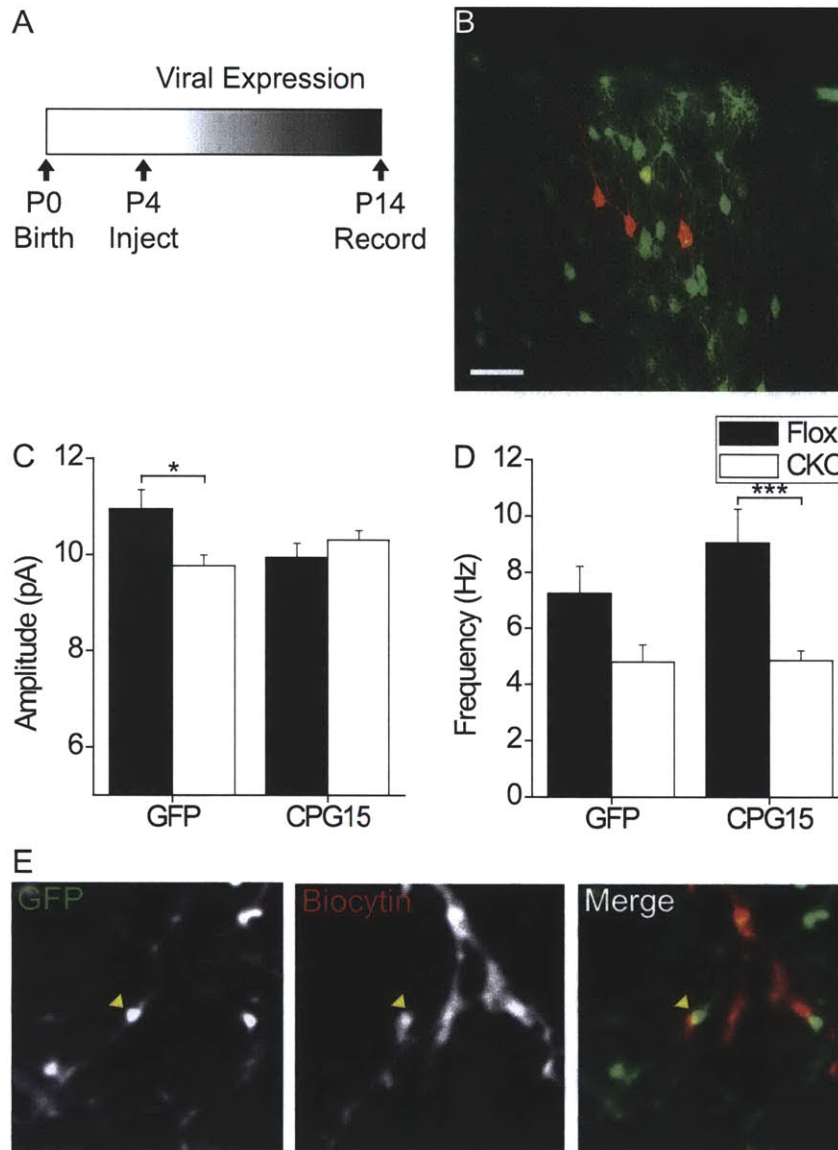 A
Viral Expression
P0 P4 P14
Birth Inject Record
B
C
12
10
8
6
Amplitude (pA)
*
GFP CPG15
D
12
10
8
6
4
2
0
Frequency (Hz)
Flox
CKO
***
GFP CPG15
E
GFP
Biocytin
Merge